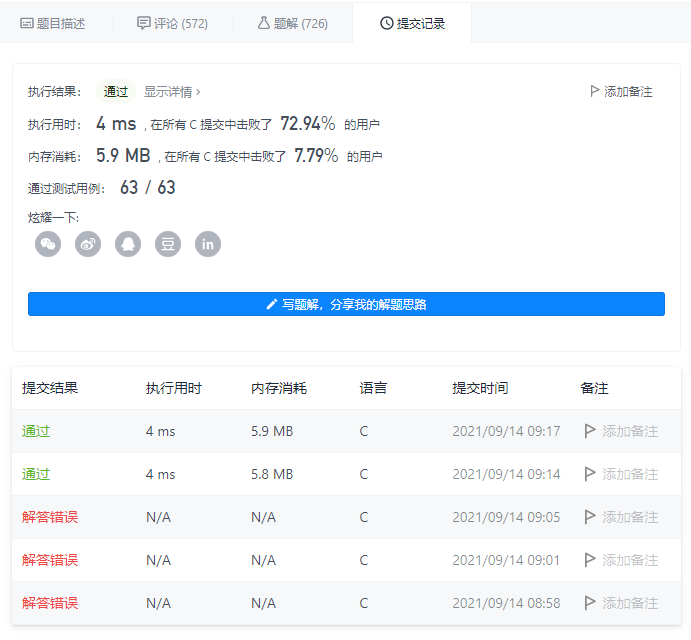 题目描述 评论 (572) 题解 (726) 提交记录
执行结果： 通过 显示详情 › 添加备注
执行用时： 4 ms , 在所有 C 提交中击败了 72.94% 的用户
内存消耗： 5.9 MB , 在所有 C 提交中击败了 7.79% 的用户
通过测试用例： 63 / 63
炫耀一下:
豆 in
写题解，分享我的解题思路
提交结果 执行用时 内存消耗 语言 提交时间 备注
通过 4 ms 5.9 MB C 2021/09/14 09:17 添加备注
通过 4 ms 5.8 MB C 2021/09/14 09:14 添加备注
解答错误 N/A N/A C 2021/09/14 09:05 添加备注
解答错误 N/A N/A C 2021/09/14 09:01 添加备注
解答错误 N/A N/A C 2021/09/14 08:58 添加备注